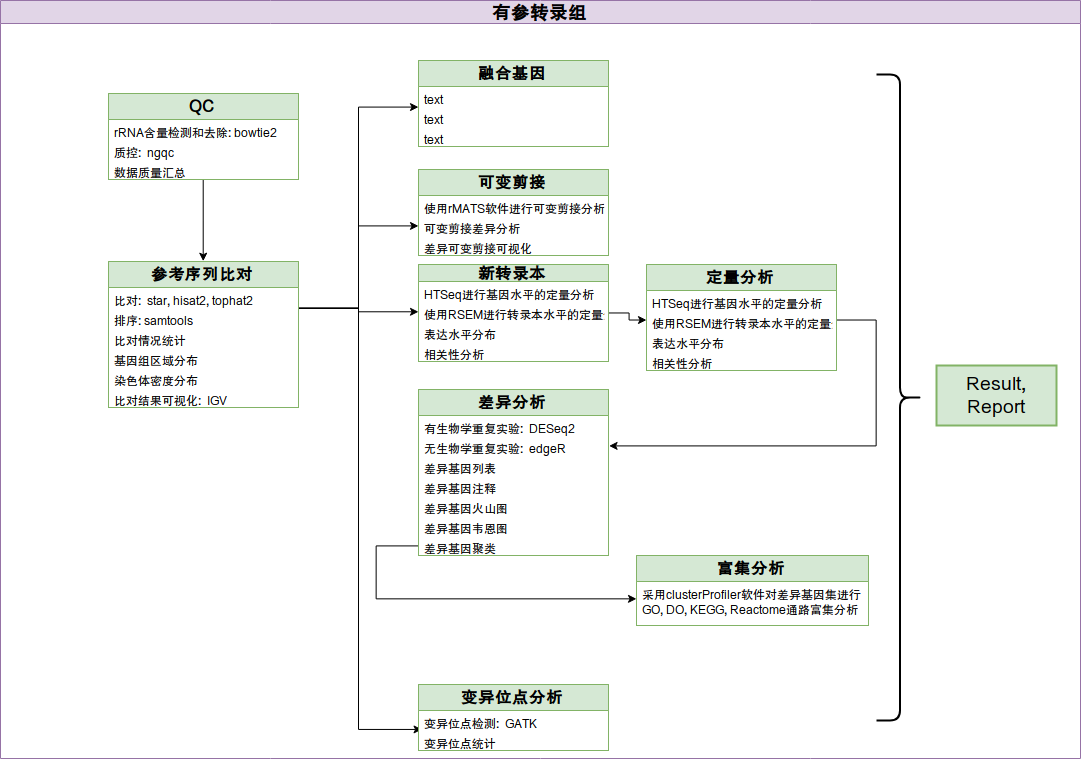 有参转录组
QC
rRNA含量检测和去除: bowtie2
质控: ngqc
数据质量汇总
参考序列比对
比对: star, hisat2, tophat2
排序: samtools
比对情况统计
基因组区域分布
染色体密度分布
比对结果可视化: IGV
融合基因
text
text
text
可变剪接
使用rMATS软件进行可变剪接分析
可变剪接差异分析
差异可变剪接可视化
新转录本
HTSeq进行基因水平的定量分析
使用RSEM进行转录本水平的定量
表达水平分布
相关性分析
定量分析
HTSeq进行基因水平的定量分析
使用RSEM进行转录本水平的定量
表达水平分布
相关性分析
差异分析
有生物学重复实验: DESeq2
无生物学重复实验: edgeR
差异基因列表
差异基因注释
差异基因火山图
差异基因韦恩图
差异基因聚类
富集分析
采用clusterProfiler软件对差异基因集进行
GO, DO, KEGG, Reactome通路富集分析
变异位点分析
变异位点检测: GATK
变异位点统计
Result,
Report